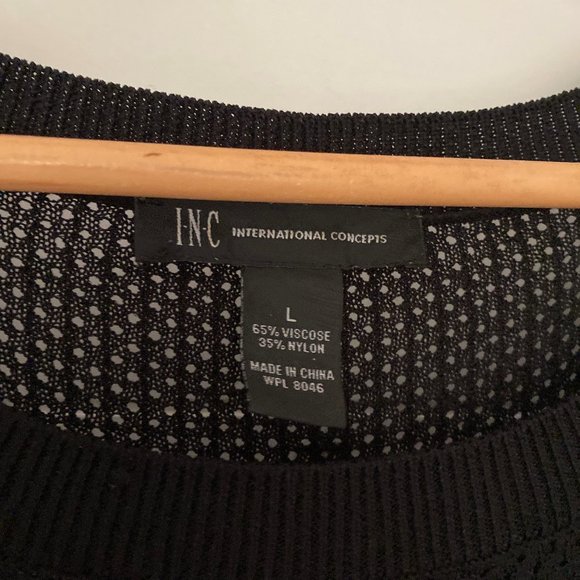 I·N·C INTERNATIONAL CONCEPTS
L
65% VISCOSE
35% NYLON
MADE IN CHINA
WPL 8046